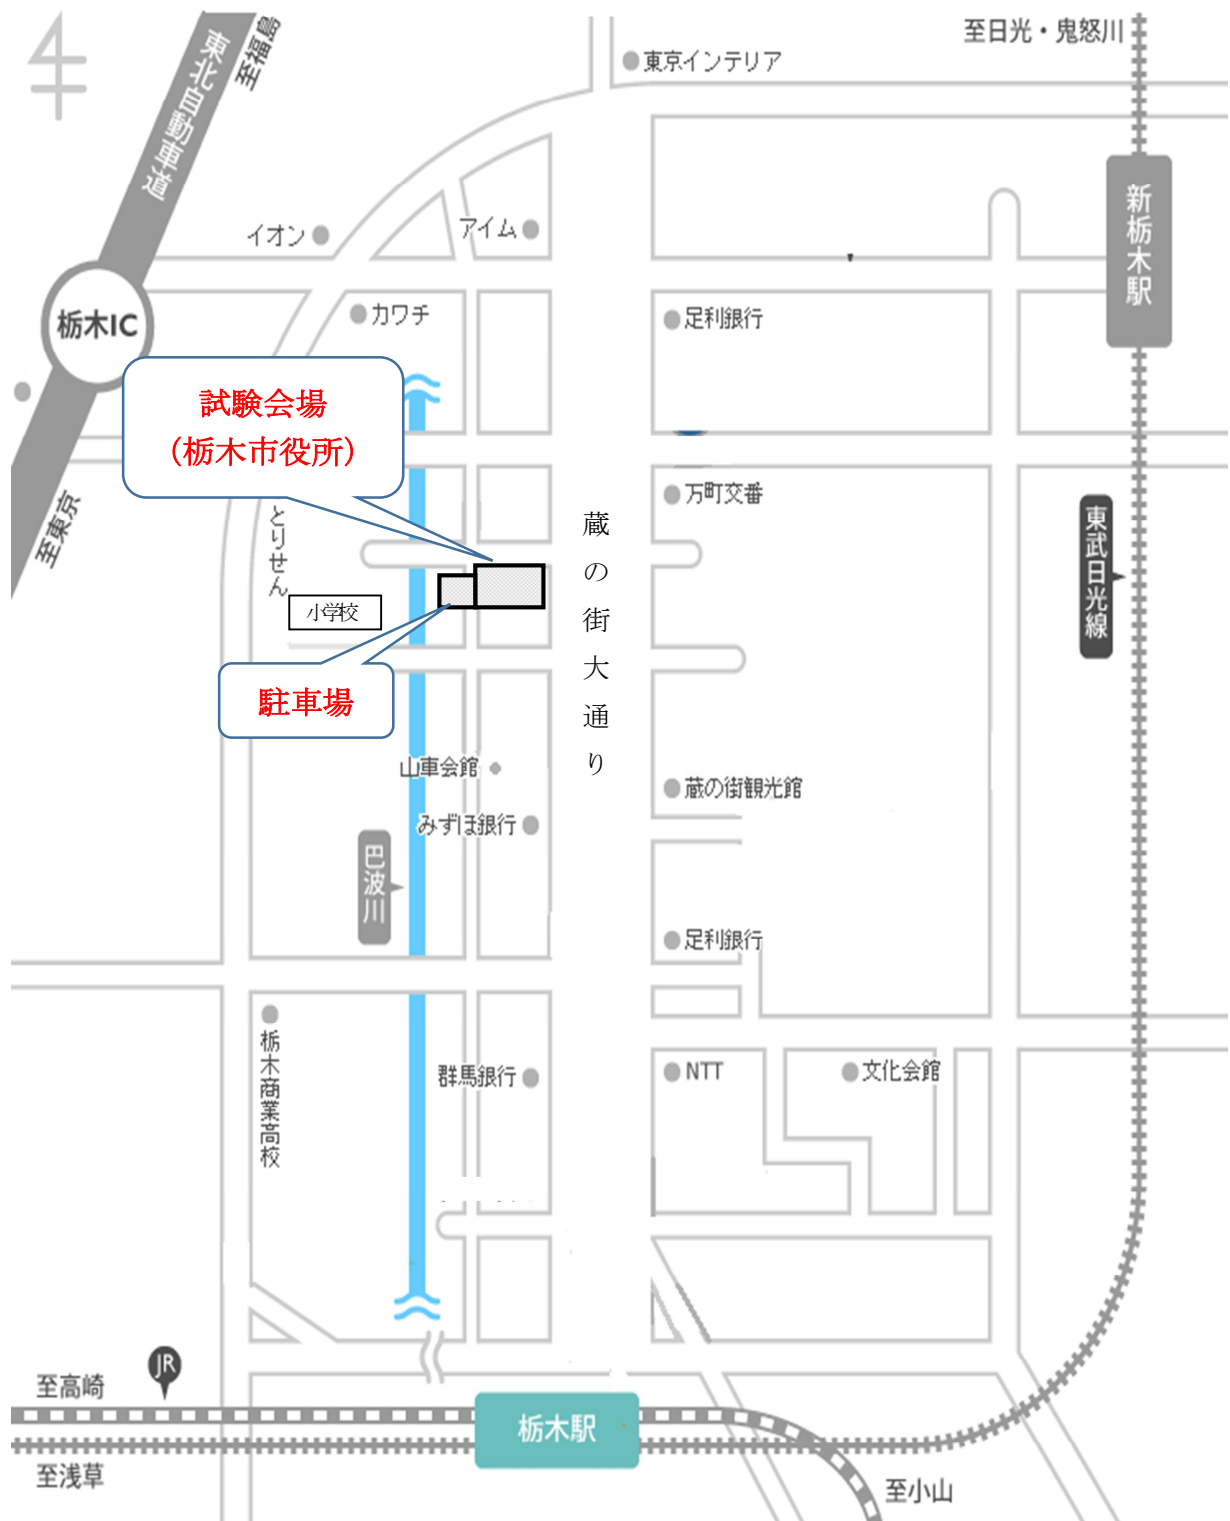 至日光・鬼怒川
東北自動車道
至福島
東京インテリア
新栃木駅
イオン
アイム
栃木IC
カワチ
足利銀行
試験会場
（栃木市役所）
万町交番
至東京
とりせん
蔵の街大通り
東武日光線
小学校
駐車場
山車会館
蔵の街観光館
みずほ銀行
巴波川
足利銀行
栃木商業高校
群馬銀行
NTT
文化会館
JR
至高崎
栃木駅
至浅草
至小山